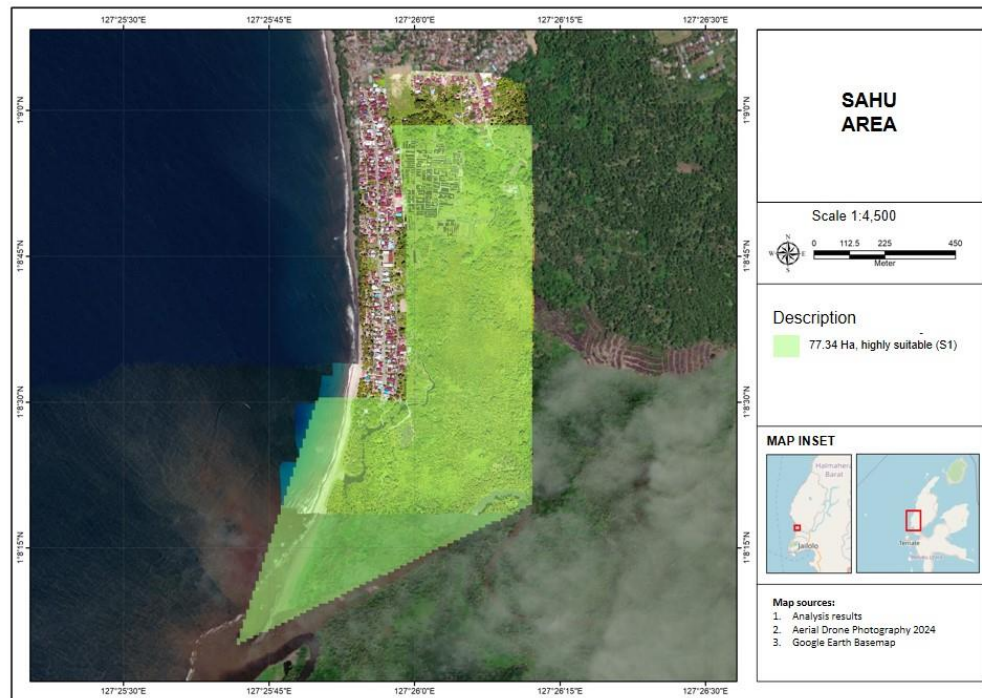 127°25'30"E 127°25'45"E 127°26'0"E 127°26'15"E 127°26'30"E
1°9'0"N
1°8'45"N
1°8'30"N
1°8'15"N
1°9'0"N
1°8'45"N
1°8'30"N
1°8'15"N
127°25'30"E 127°25'45"E 127°26'0"E 127°26'15"E 127°26'30"E
SAHU
AREA
Scale 1:4,500
N
W E
S
0 112.5 225 450
Meter
Description
77.34 Ha, highly suitable (S1)
MAP INSET
Halmahera
Barat
Jailolo
Ternate
Map sources:
1. Analysis results
2. Aerial Drone Photography 2024
3. Google Earth Basemap